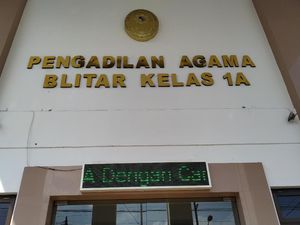 PENGADILAN AGAMA
BLITAR KELAS 1A
A Dengan Car